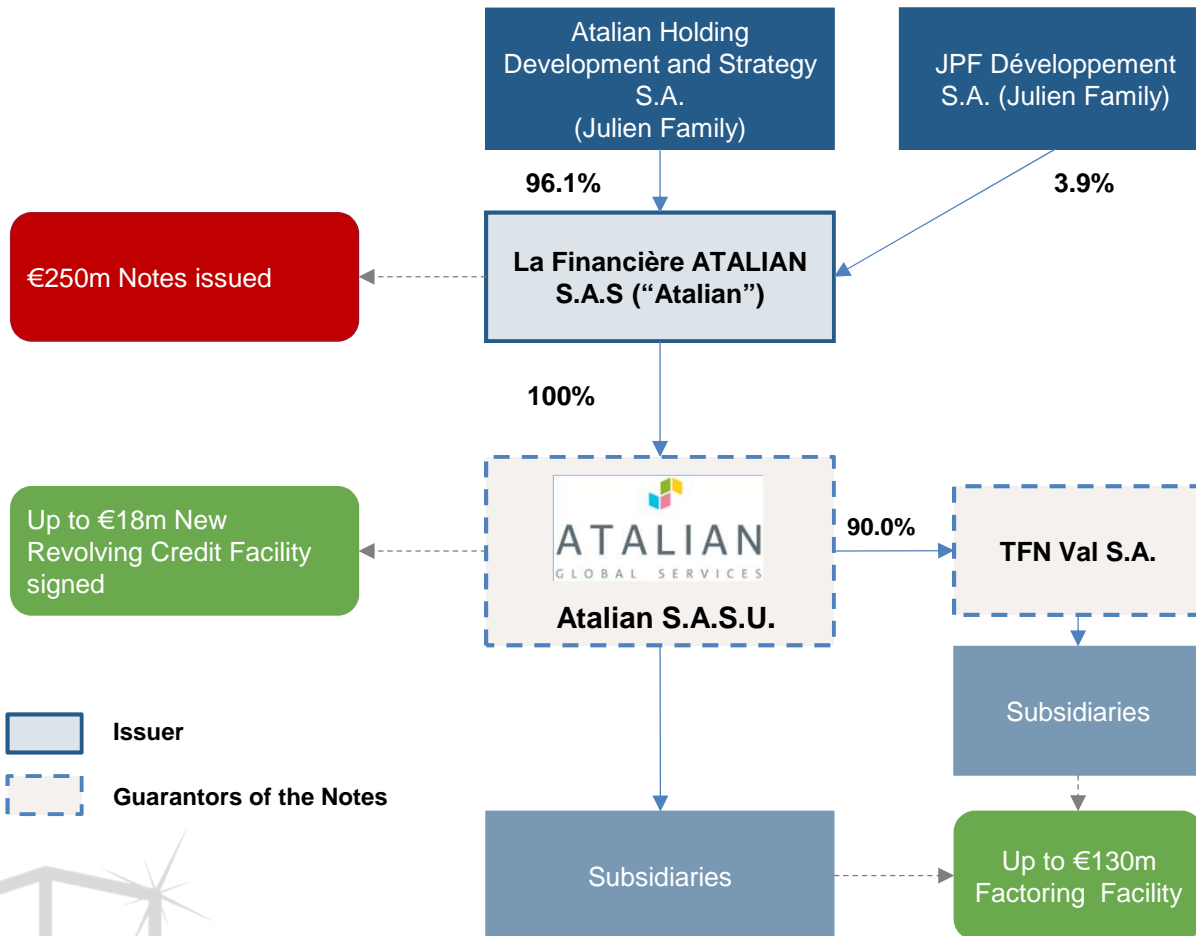 Atalian Holding
Development and Strategy
S.A.
(Julien Family)
JPF Développement
S.A. (Julien Family)
96.1%
3.9%
€250m Notes issued
La Financière ATALIAN
S.A.S (“Atalian”)
100%
Up to €18m New
Revolving Credit Facility
signed
ATALIAN
GLOBAL SERVICES
Atalian S.A.S.U.
90.0%
TFN Val S.A.
Subsidiaries
Issuer
Guarantors of the Notes
Subsidiaries
Up to €130m
Factoring Facility